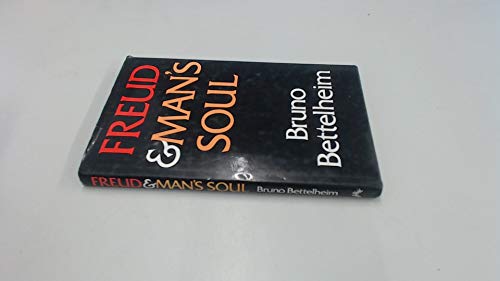 FREUD
&MAN'S
SOUL
Bruno
Bettelheim
FREUD&MAN'S SOUL Bruno Bettelheim